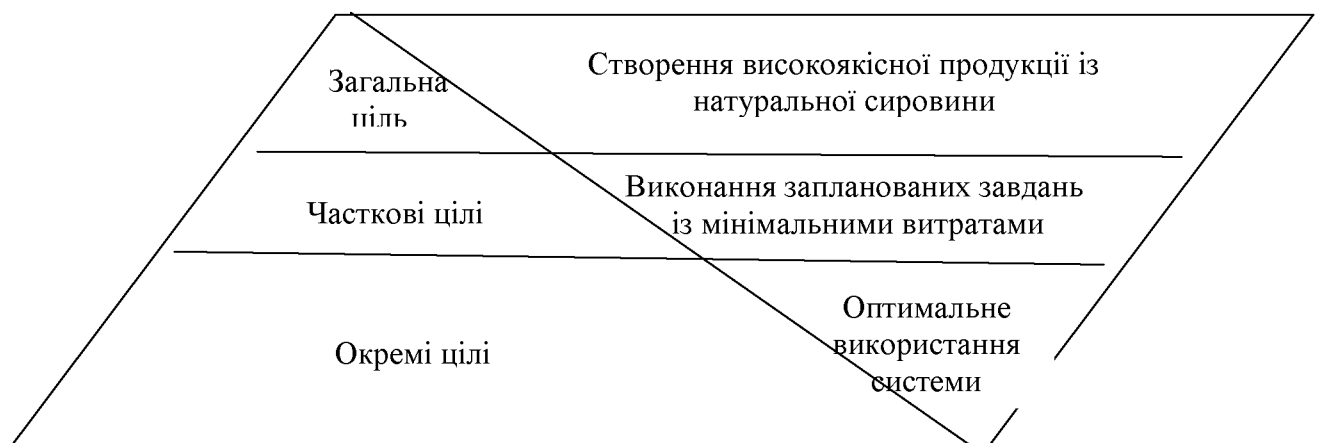 Загальна
ціль
Створення високоякісної продукції із
натуральної сировини
Часткові цілі
Виконання запланованих завдань
із мінімальними витратами
Окремі цілі
Оптимальне
використання
системи